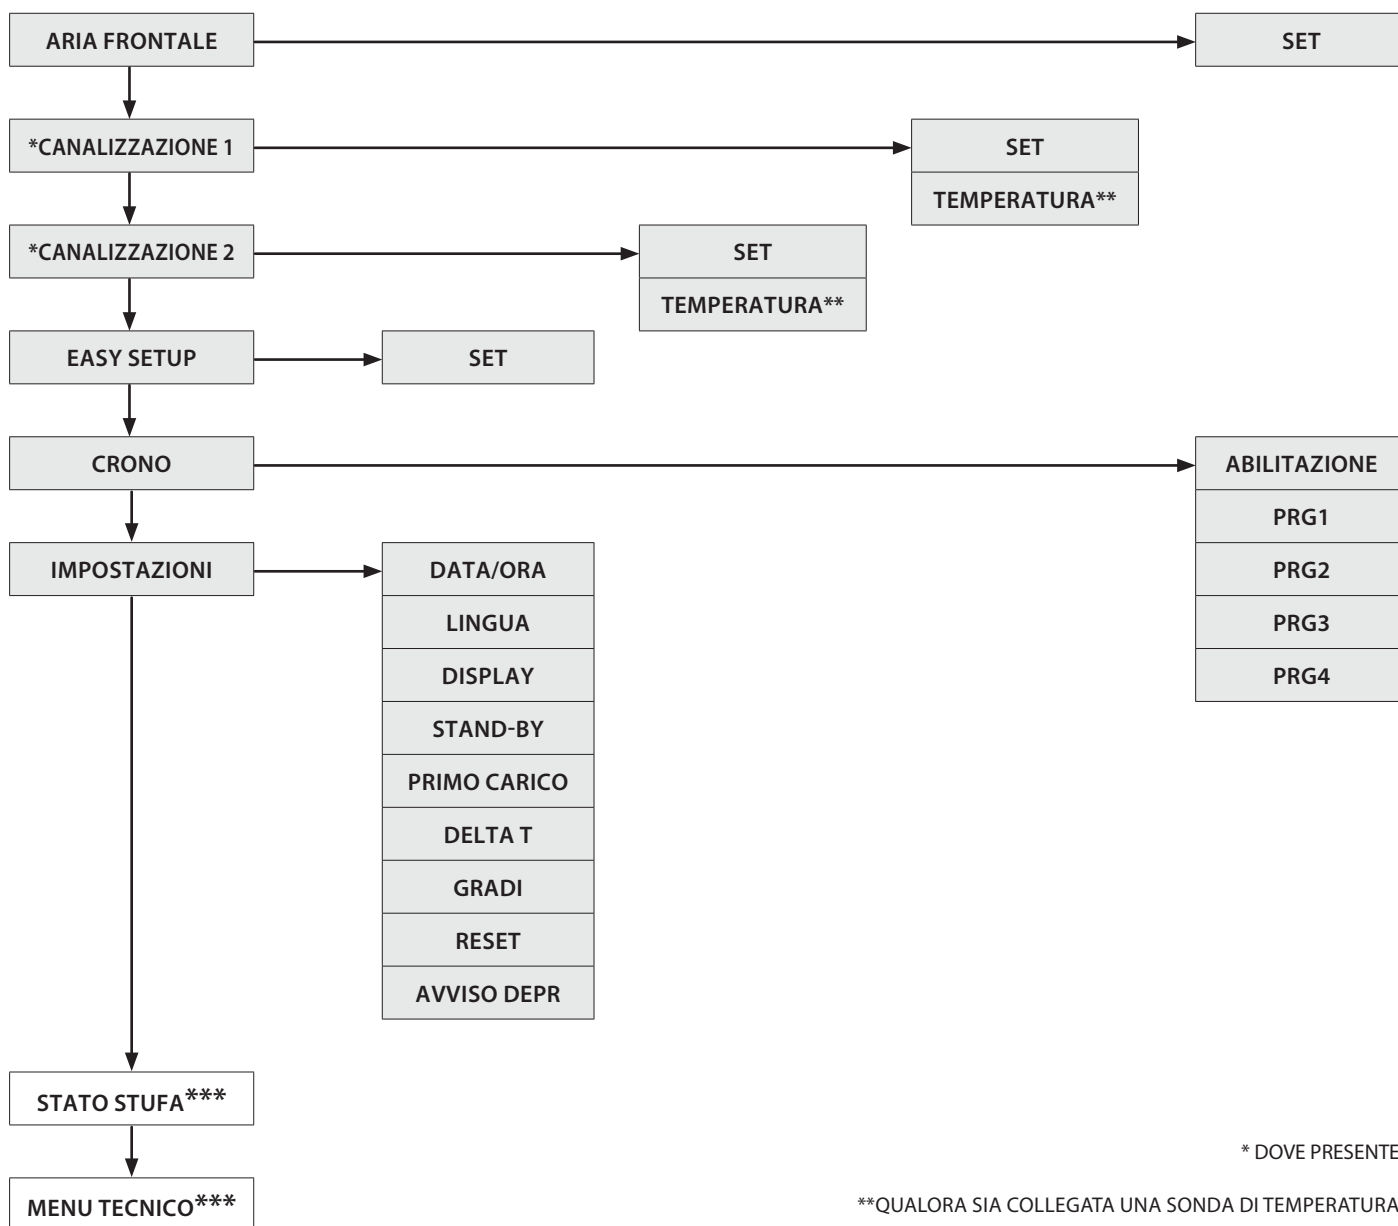 ARIA FRONTALE
SET
*CANALIZZAZIONE 1
SET
TEMPERATURA**
*CANALIZZAZIONE 2
SET
TEMPERATURA**
EASY SETUP
SET
CRONO
ABILITAZIONE
PRG1
PRG2
PRG3
PRG4
IMPOSTAZIONI
DATA/ORA
LINGUA
DISPLAY
STAND-BY
PRIMO CARICO
DELTA T
GRADI
RESET
AVVISO DEPR
STATO STUFA***
MENU TECNICO***
* DOVE PRESENTE
**QUALORA SIA COLLEGATA UNA SONDA DI TEMPERATURA